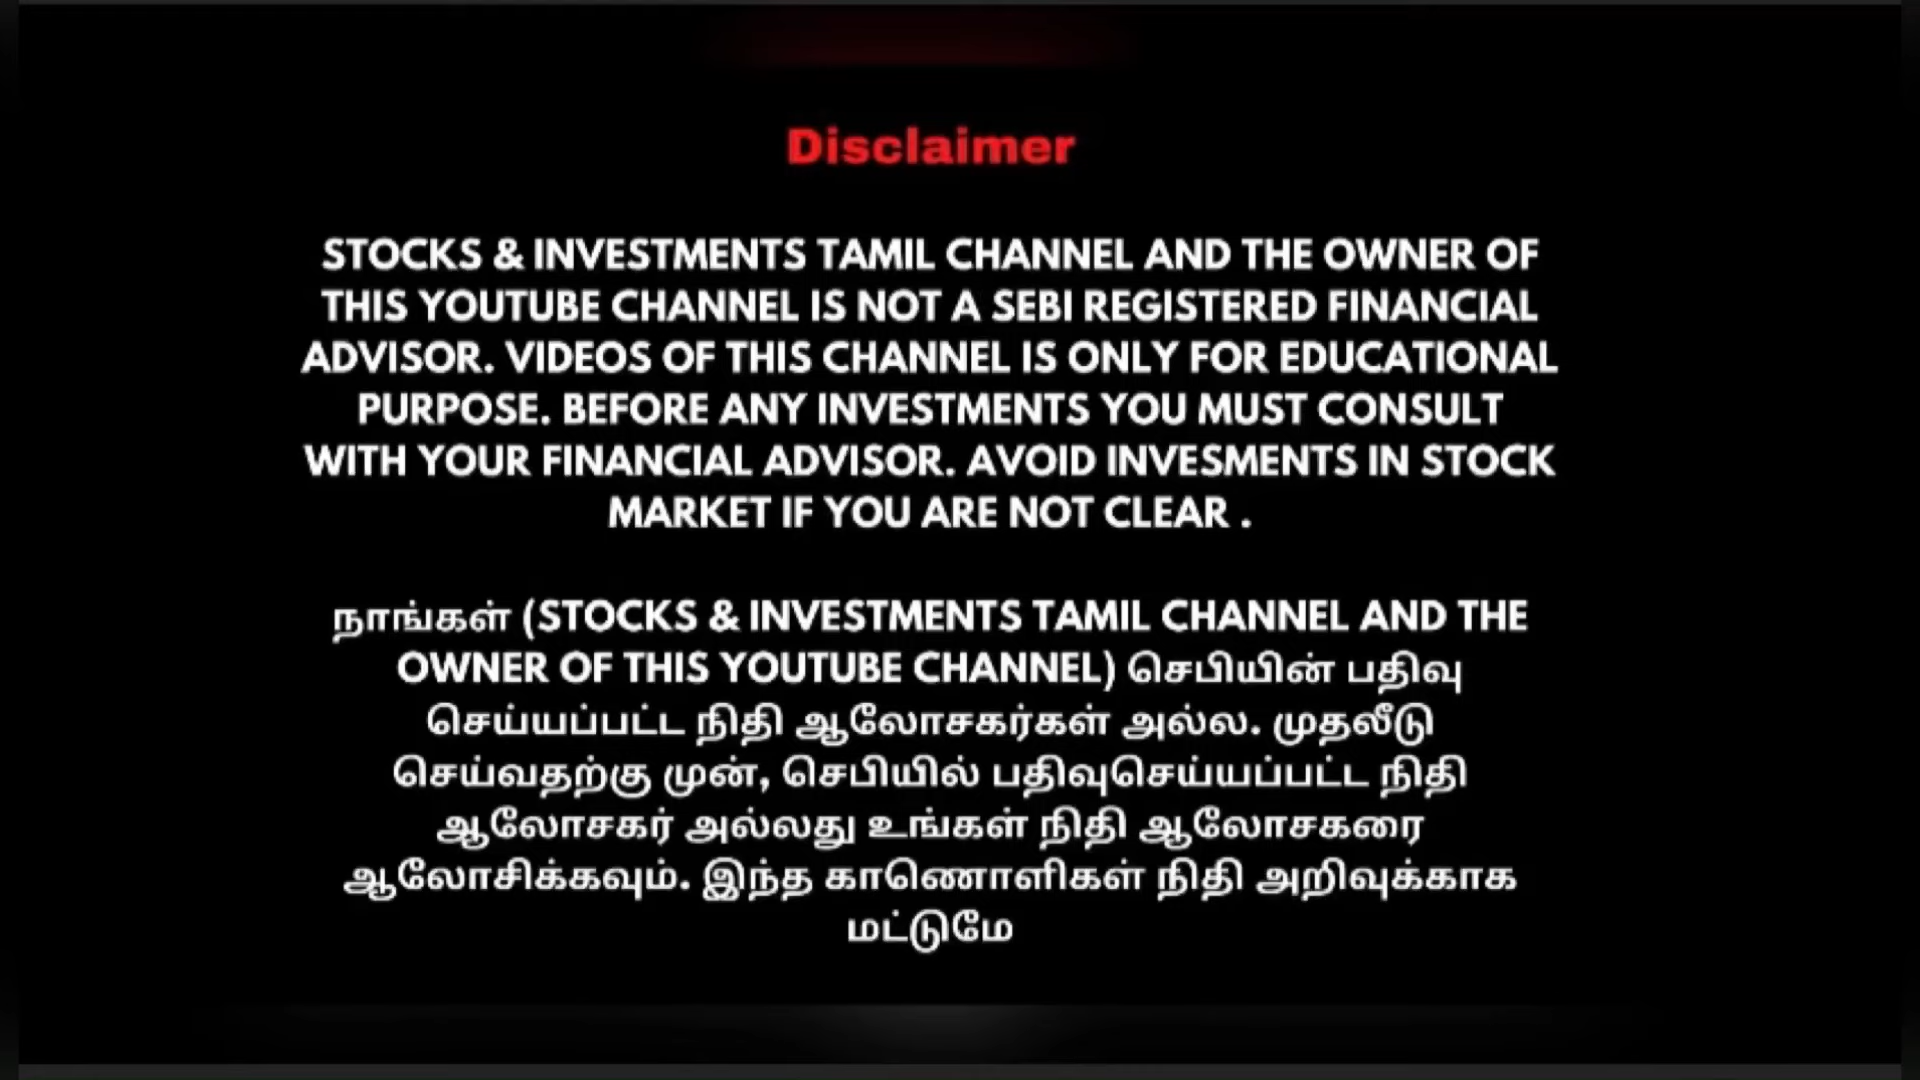 Disclaimer
STOCKS & INVESTMENTS TAMIL CHANNEL AND THE OWNER OF
THIS YOUTUBE CHANNEL IS NOT A SEBI REGISTERED FINANCIAL
ADVISOR. VIDEOS OF THIS CHANNEL IS ONLY FOR EDUCATIONAL
PURPOSE. BEFORE ANY INVESTMENTS YOU MUST CONSULT
WITH YOUR FINANCIAL ADVISOR. AVOID INVESMENTS IN STOCK
MARKET IF YOU ARE NOT CLEAR .
நாங்கள் (STOCKS & INVESTMENTS TAMIL CHANNEL AND THE
OWNER OF THIS YOUTUBE CHANNEL) செபியின் பதிவு
செய்யப்பட்ட நிதி ஆலோசகர்கள் அல்ல. முதலீடு
செய்வதற்கு முன், செபியில் பதிவுசெய்யப்பட்ட நிதி
ஆலோசகர் அல்லது உங்கள் நிதி ஆலோசகரை
ஆலோசிக்கவும். இந்த காணொளிகள் நிதி அறிவுக்காக
மட்டுமே